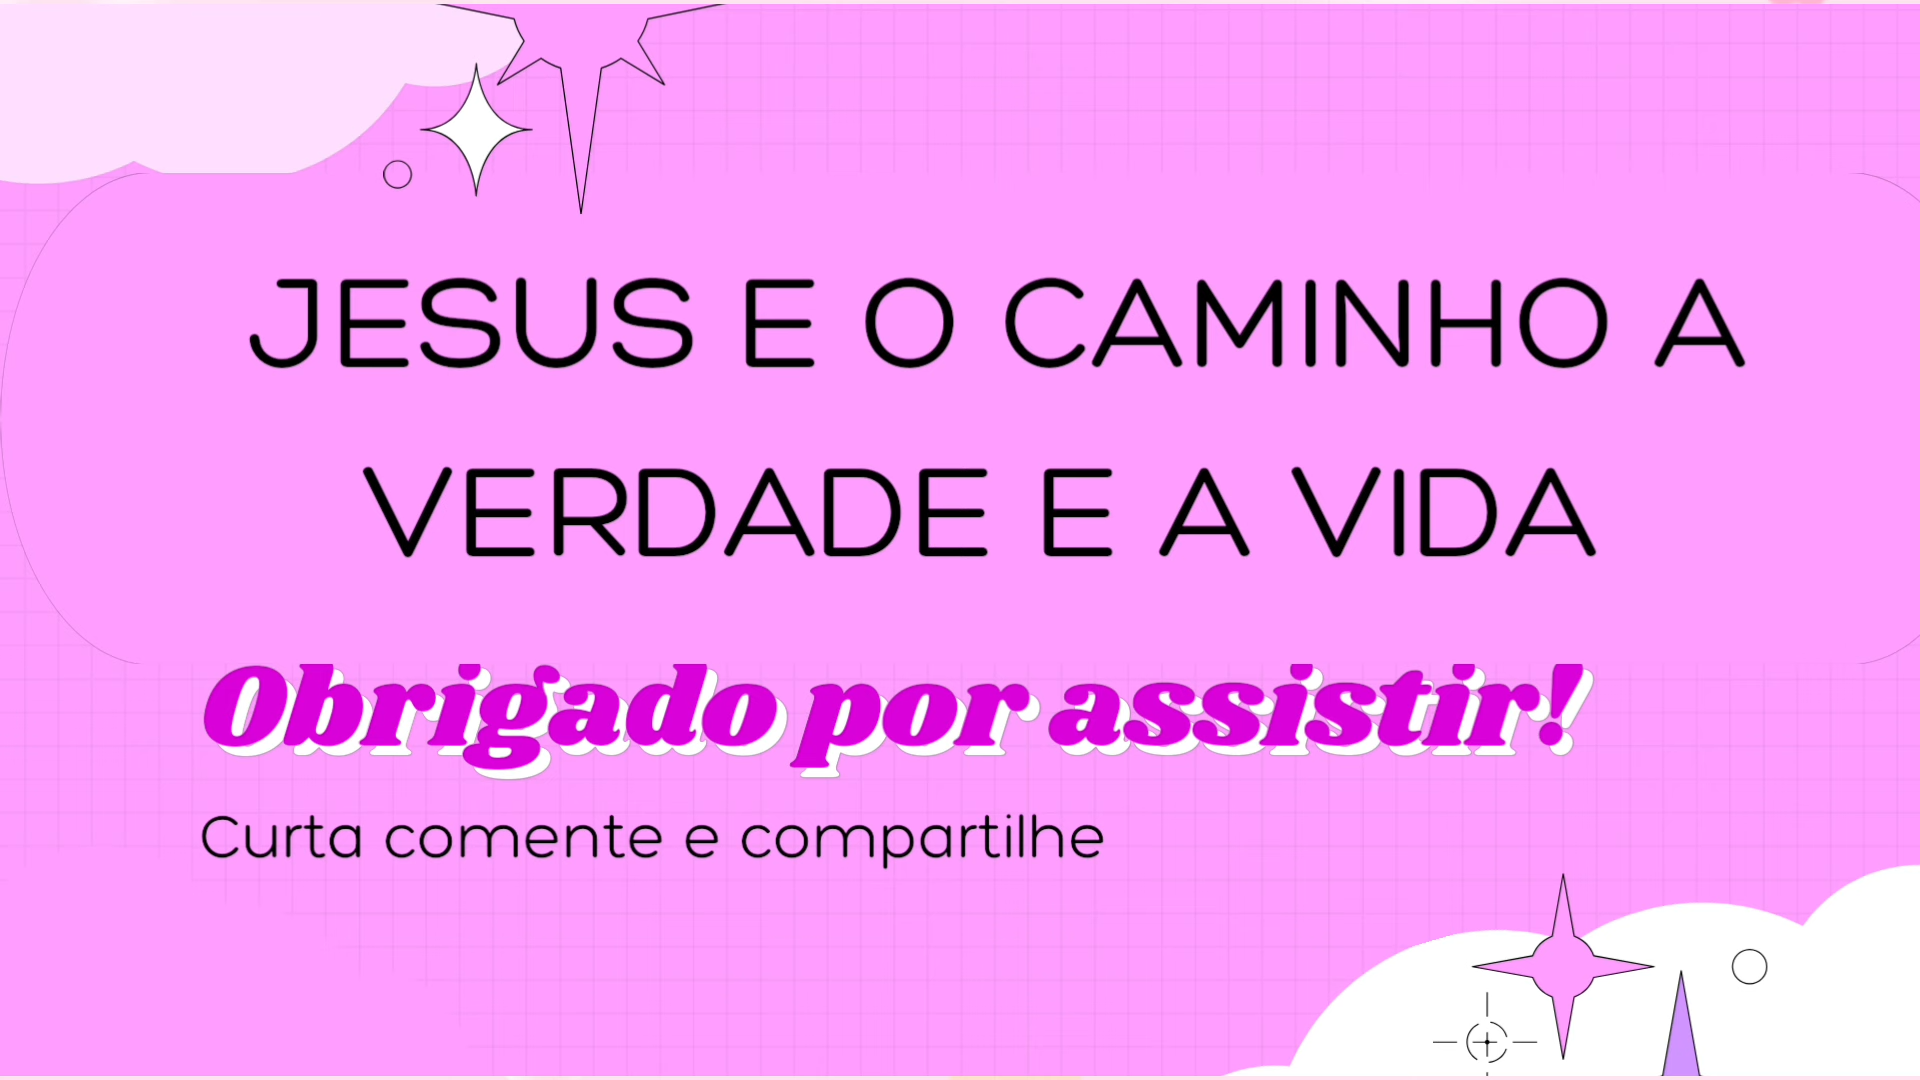 JESUS E O CAMINHO A
VERDADE E A VIDA
Obrigado por assistir!
Curta comente e compartilhe